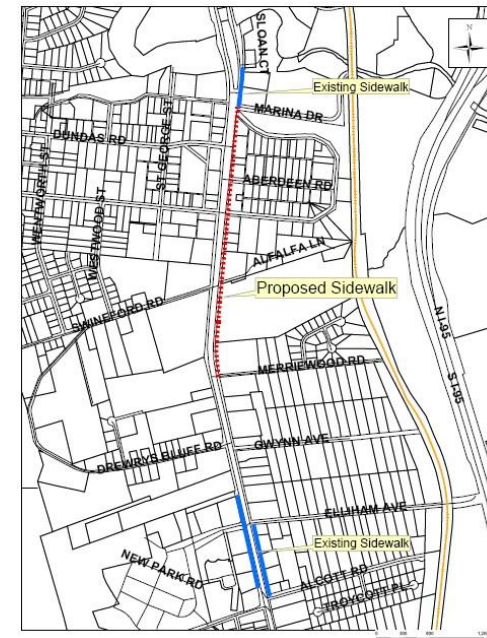 SLOAN CT
Existing Sidewalk
MARINA DR
DUNDAS RD
ST GEORGE ST
WENTWORTH ST
WESTWOOD ST
ABERDEEN RD
ALFALFA LN
Proposed Sidewalk
SWINEFORD RD
N I-95
S I-95
MERRIEWOOD RD
GWYNN AVE
DREWRYS BLUFF RD
ELLIHAM AVE
NEW PARK RD
Existing Sidewalk
ALCOTT RD
TROYCOTT PL